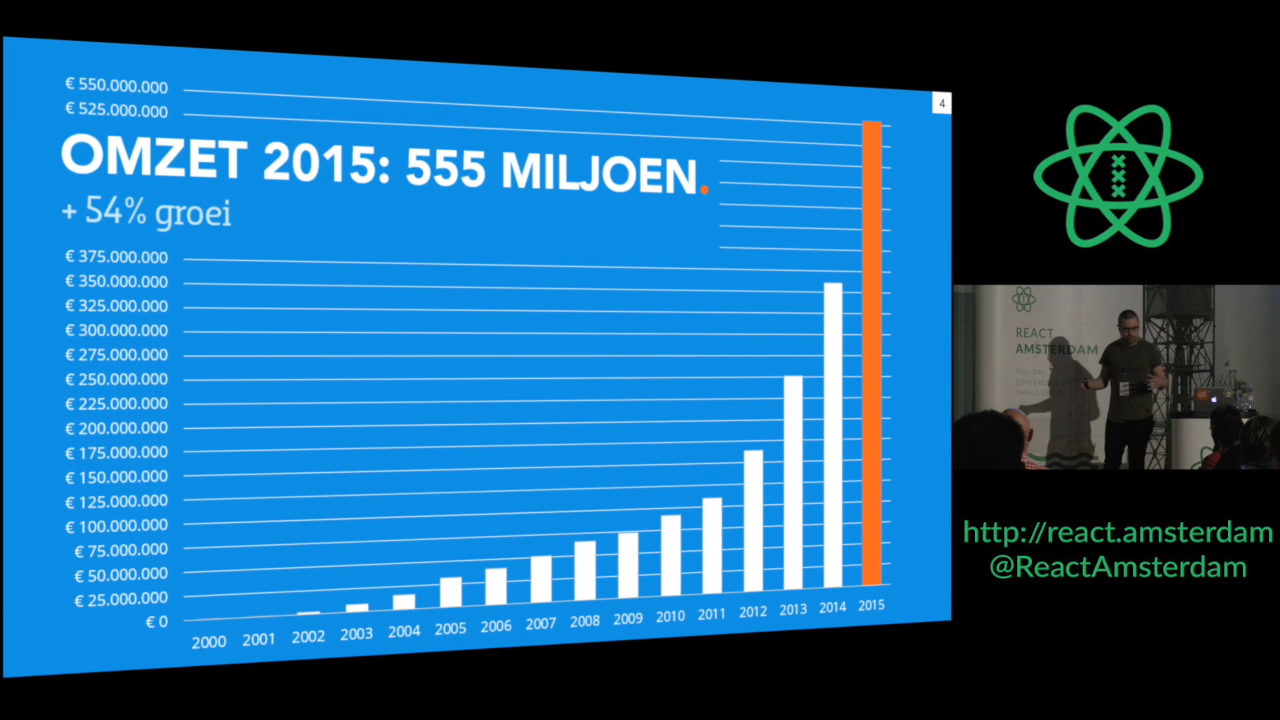 € 550.000.000
€ 525.000.000
OMZET 2015: 555 MILJOEN.
+ 54% groei
€ 375.000.000
€ 350.000.000
€ 325.000.000
€ 300.000.000
€ 275.000.000
€ 250.000.000
€ 225.000.000
€ 200.000.000
€ 175.000.000
€ 150.000.000
€ 125.000.000
€ 100.000.000
€ 75.000.000
€ 50.000.000
€ 25.000.000
€ 0
2000 2001 2002 2003 2004 2005 2006 2007 2008 2009 2010 2011 2012 2013 2014 2015
4
REACT
AMSTERDAM
FULL DAY
http://react.amsterdam
@ReactAmsterdam